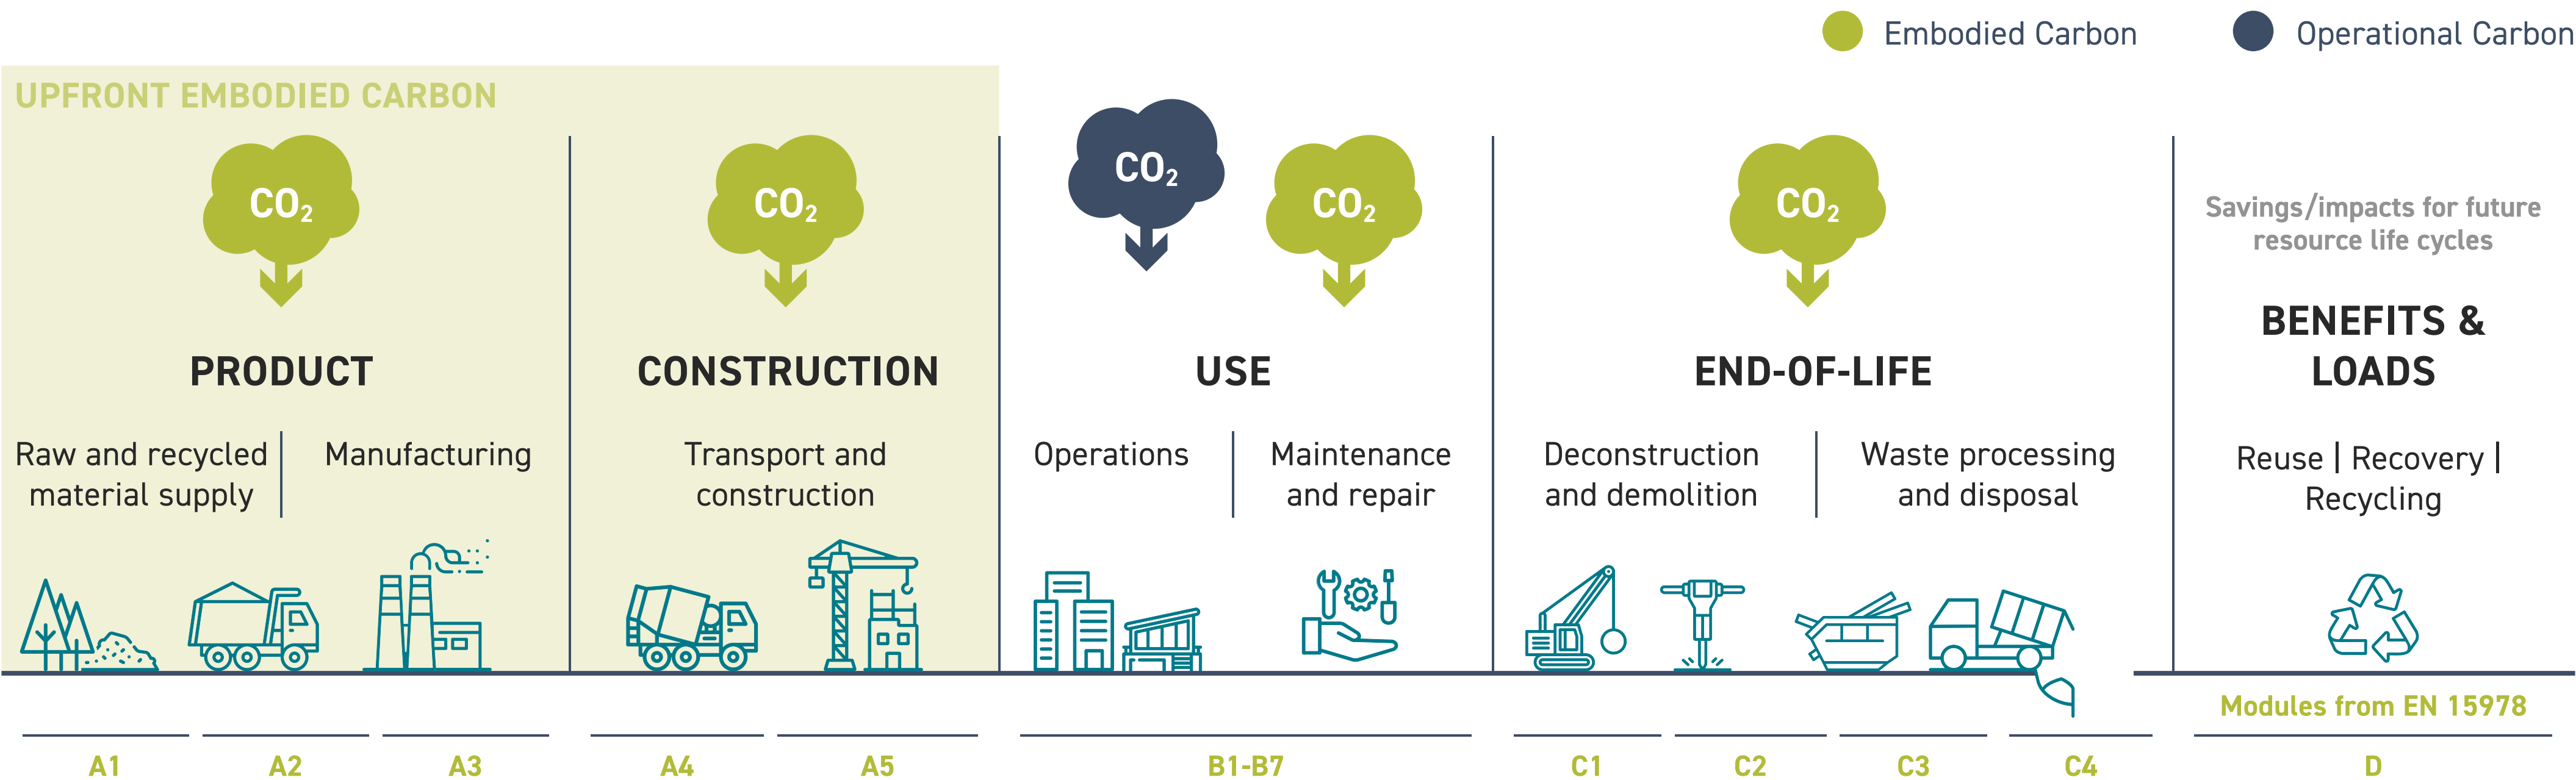 Embodied Carbon
Operational Carbon
UPFRONT EMBODIED CARBON
CO₂
CO₂
CO₂
CO₂
CO₂
Savings/impacts for future
resource life cycles
PRODUCT
CONSTRUCTION
USE
END-OF-LIFE
BENEFITS &
LOADS
Raw and recycled
material supply
Manufacturing
Transport and
construction
Operations
Maintenance
and repair
Deconstruction
and demolition
Waste processing
and disposal
Reuse | Recovery |
Recycling
Modules from EN 15978
A1
A2
A3
A4
A5
B1-B7
C1
C2
C3
C4
D